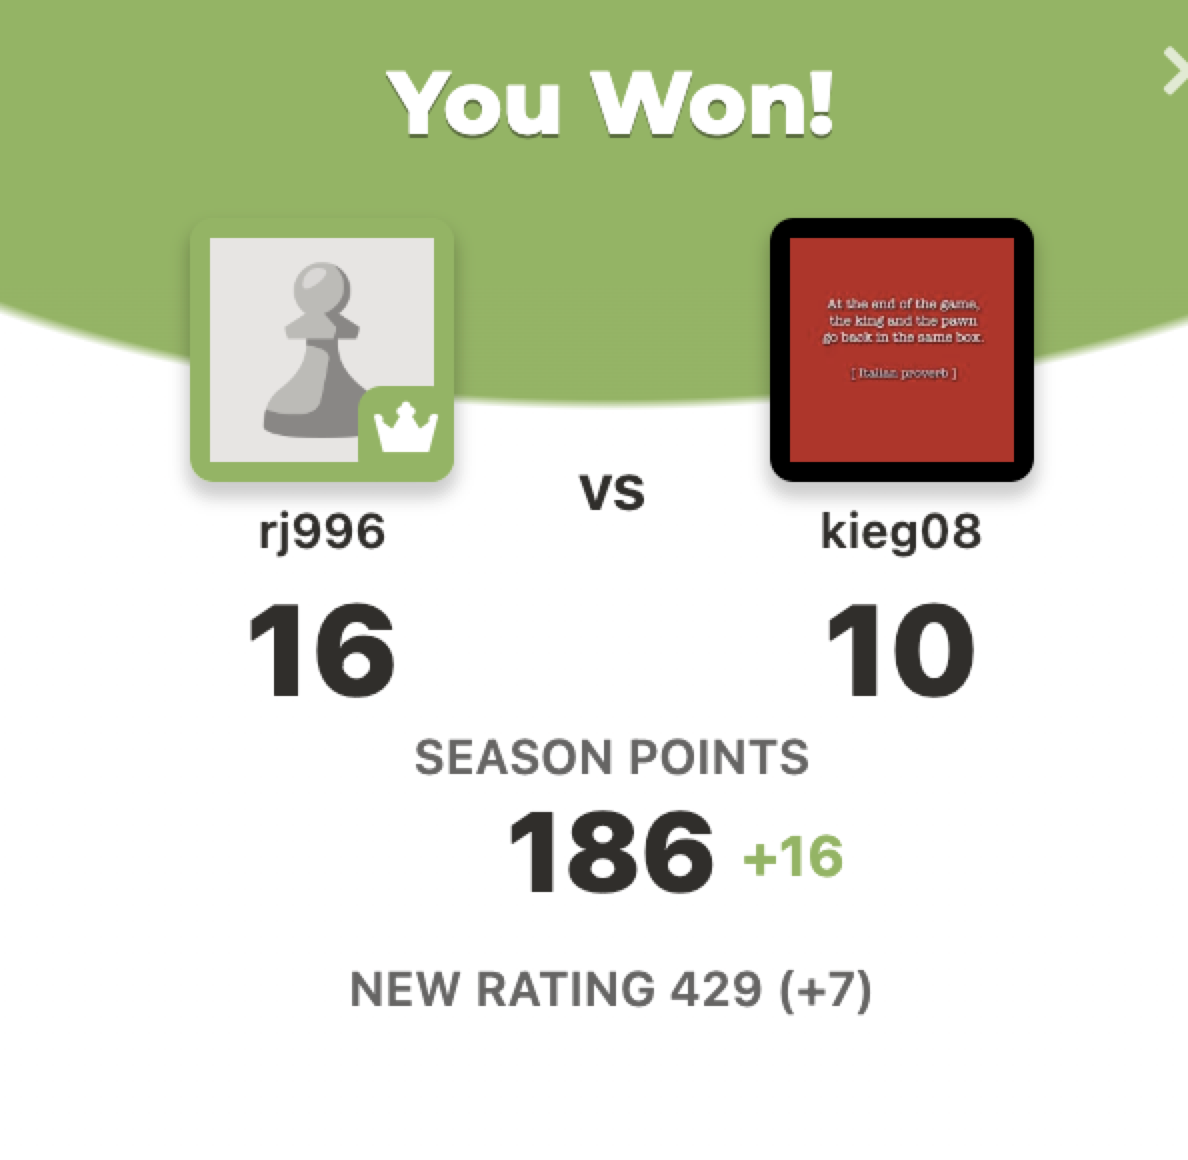 You Won!
At the end of the game,
the king and the pawn
go back in the same box.
[ Italian proverb ]
vs
rj996
kieg08
16
10
SEASON POINTS
186 +16
NEW RATING 429 (+7)